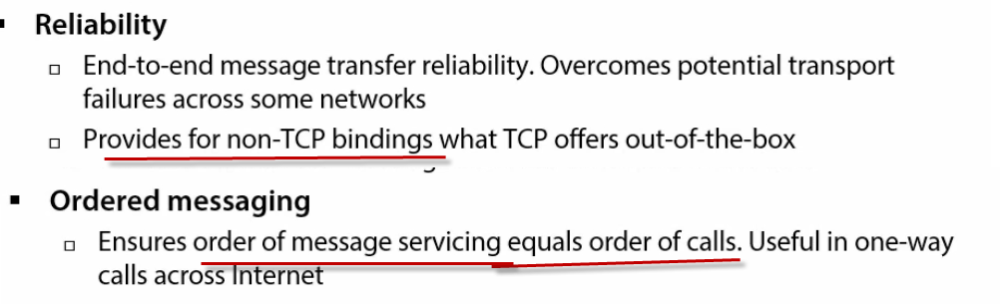 Reliability
End-to-end message transfer reliability. Overcomes potential transport
failures across some networks
Provides for non-TCP bindings what TCP offers out-of-the-box
Ordered messaging
Ensures order of message servicing equals order of calls. Useful in one-way
calls across Internet